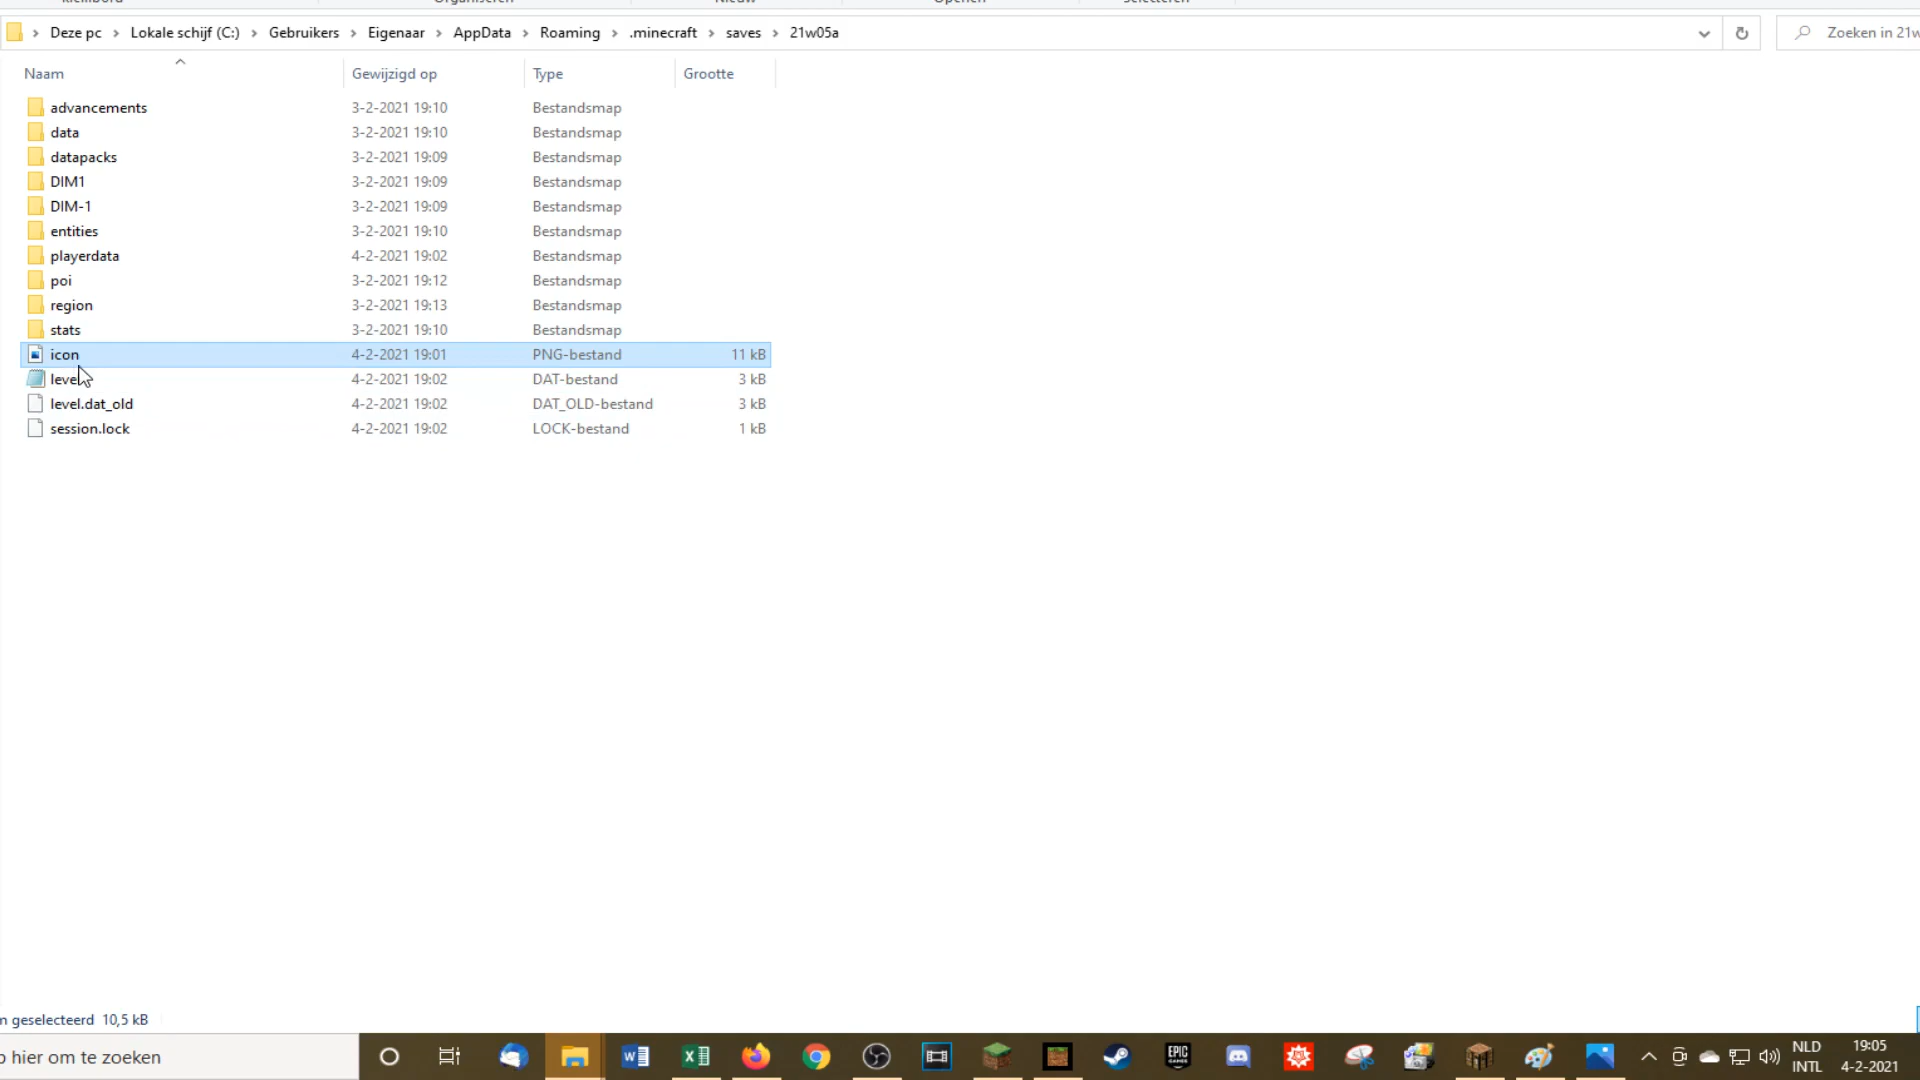 Klembord Organiseren Nieuw Openen Selecteren
Deze pc Lokale schijf (C:) Gebruikers Eigenaar AppData Roaming .minecraft saves 21w05a Zoeken in 21w
Naam Gewijzigd op Type Grootte
advancements 3-2-2021 19:10 Bestandsmap
data 3-2-2021 19:10 Bestandsmap
datapacks 3-2-2021 19:09 Bestandsmap
DIM1 3-2-2021 19:09 Bestandsmap
DIM-1 3-2-2021 19:09 Bestandsmap
entities 3-2-2021 19:10 Bestandsmap
playerdata 4-2-2021 19:02 Bestandsmap
poi 3-2-2021 19:12 Bestandsmap
region 3-2-2021 19:13 Bestandsmap
stats 3-2-2021 19:10 Bestandsmap
icon 4-2-2021 19:01 PNG-bestand 11 kB
level 4-2-2021 19:02 DAT-bestand 3 kB
level.dat_old 4-2-2021 19:02 DAT_OLD-bestand 3 kB
session.lock 4-2-2021 19:02 LOCK-bestand 1 kB
geselecteerd 10,5 kB
hier om te zoeken
EPIC GAMES
NLD 19:05
INTL 4-2-2021